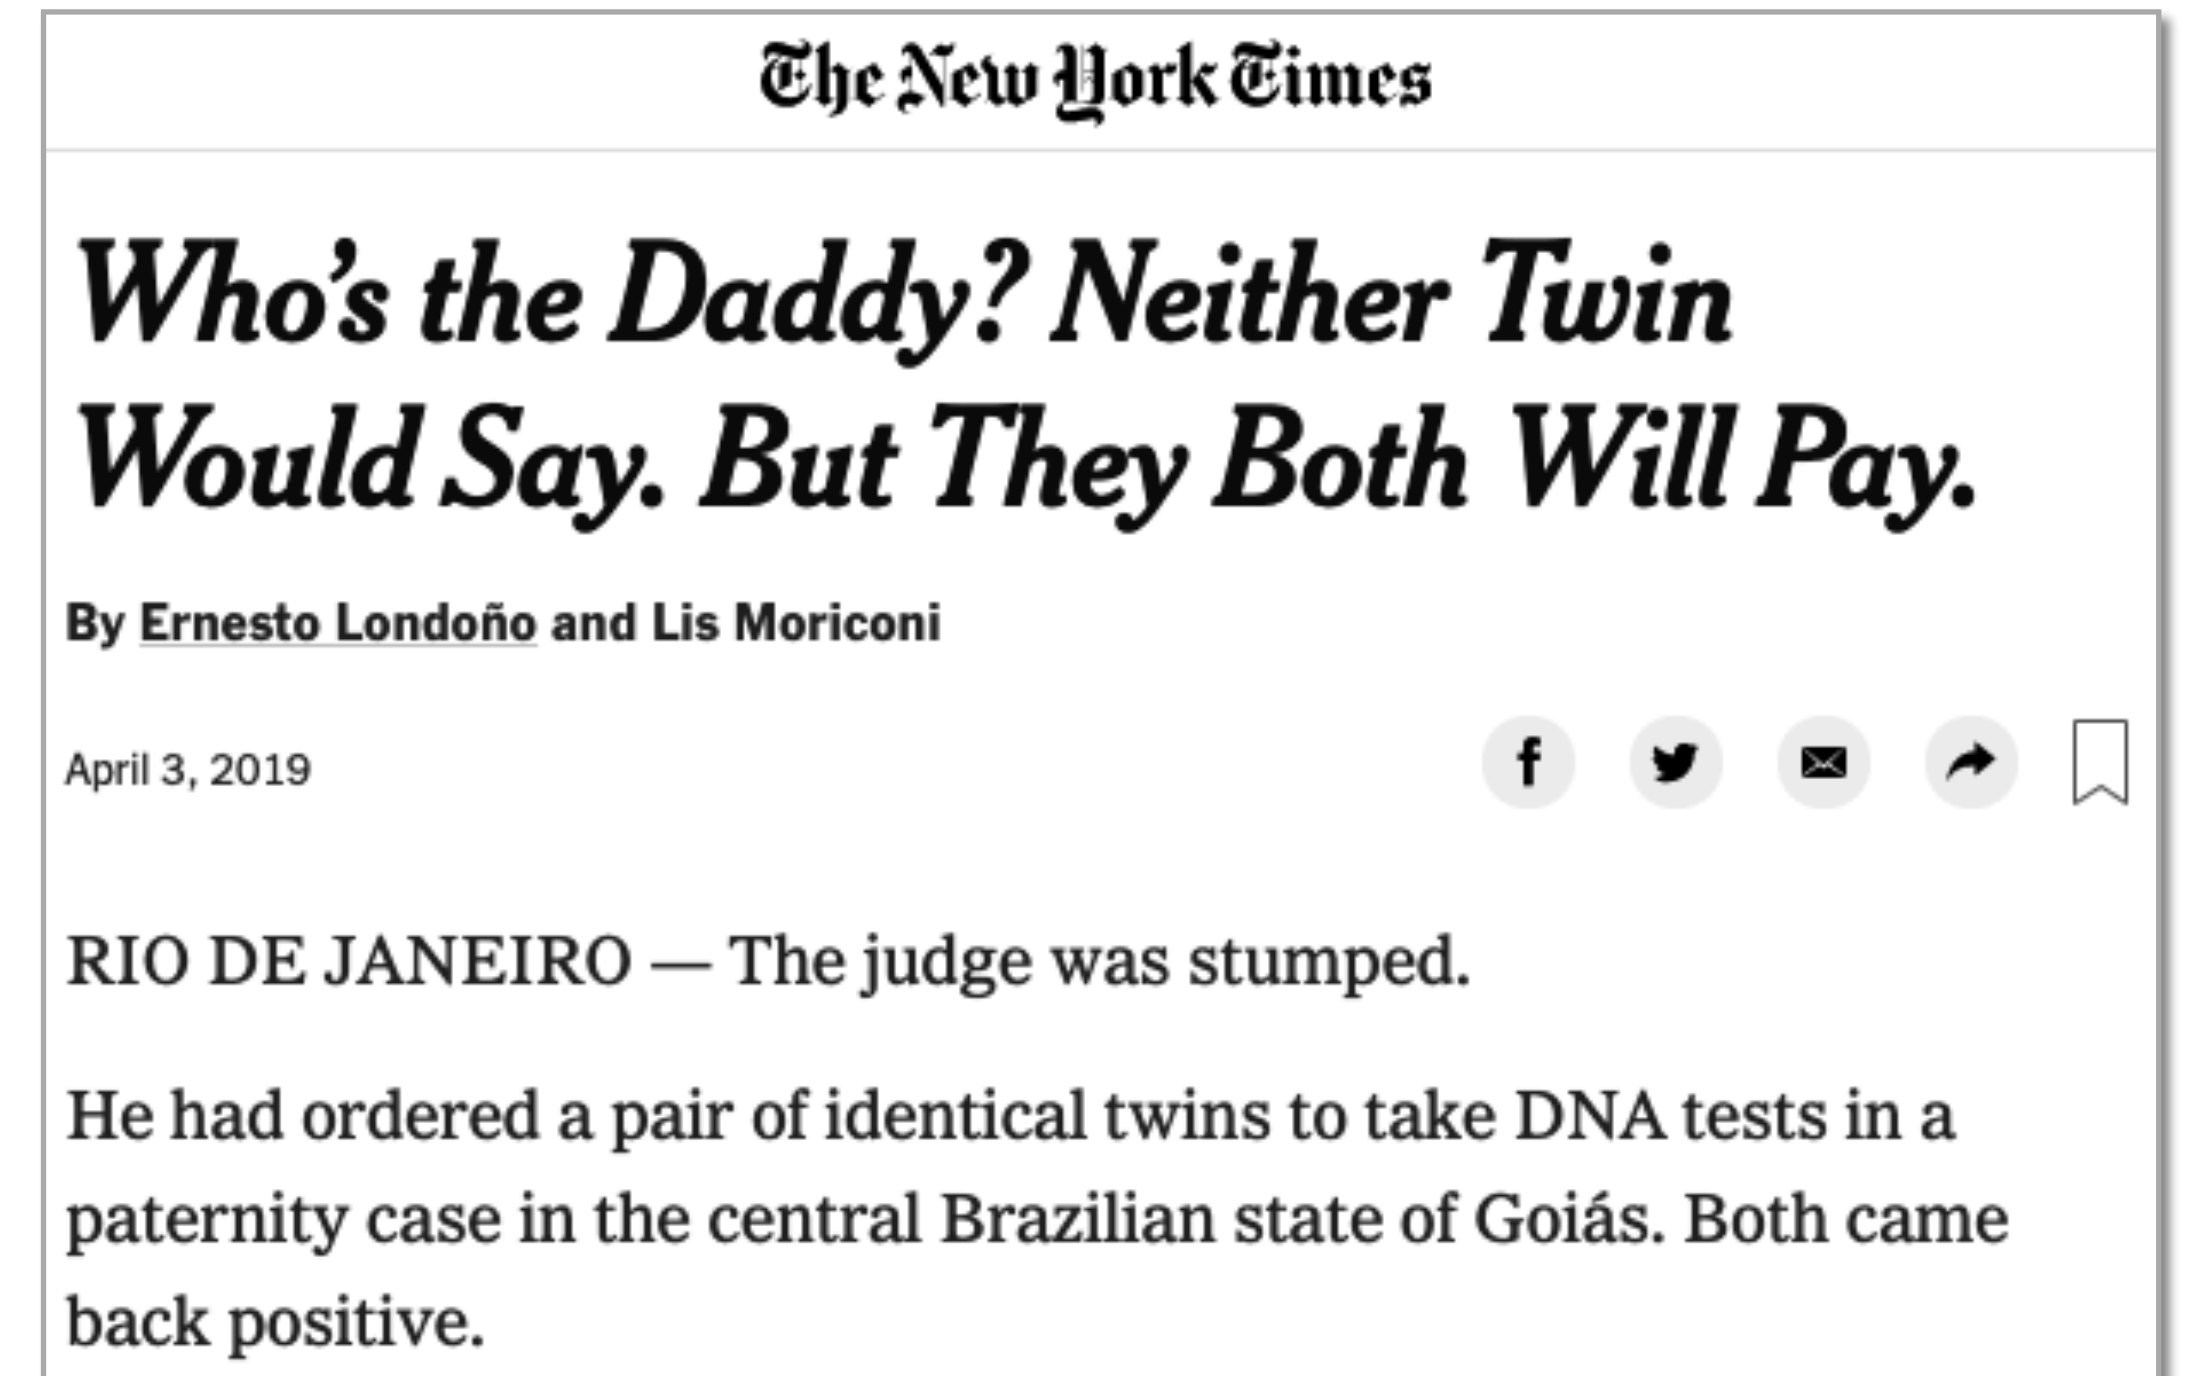 The New York Times
Who’s the Daddy? Neither Twin
Would Say. But They Both Will Pay.
By Ernesto Londoño and Lis Moriconi
April 3, 2019
RIO DE JANEIRO — The judge was stumped.
He had ordered a pair of identical twins to take DNA tests in a
paternity case in the central Brazilian state of Goiás. Both came
back positive.